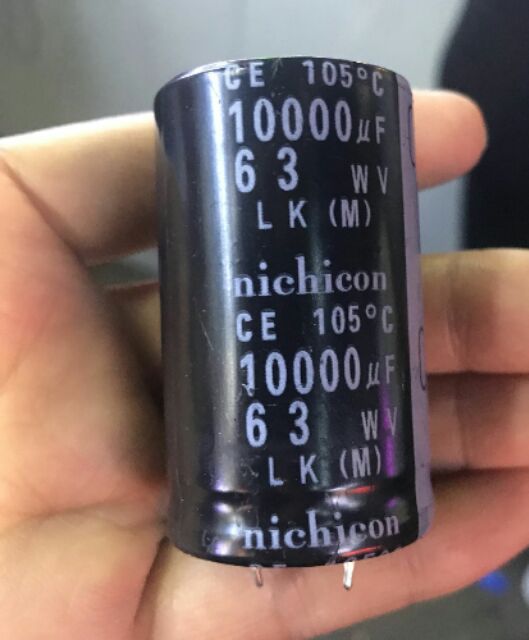 CE 105°C
10000μF
63 WV
LK (M)
nichicon
CE 105°C
10000μF
63 WV
LK (M)
nichicon